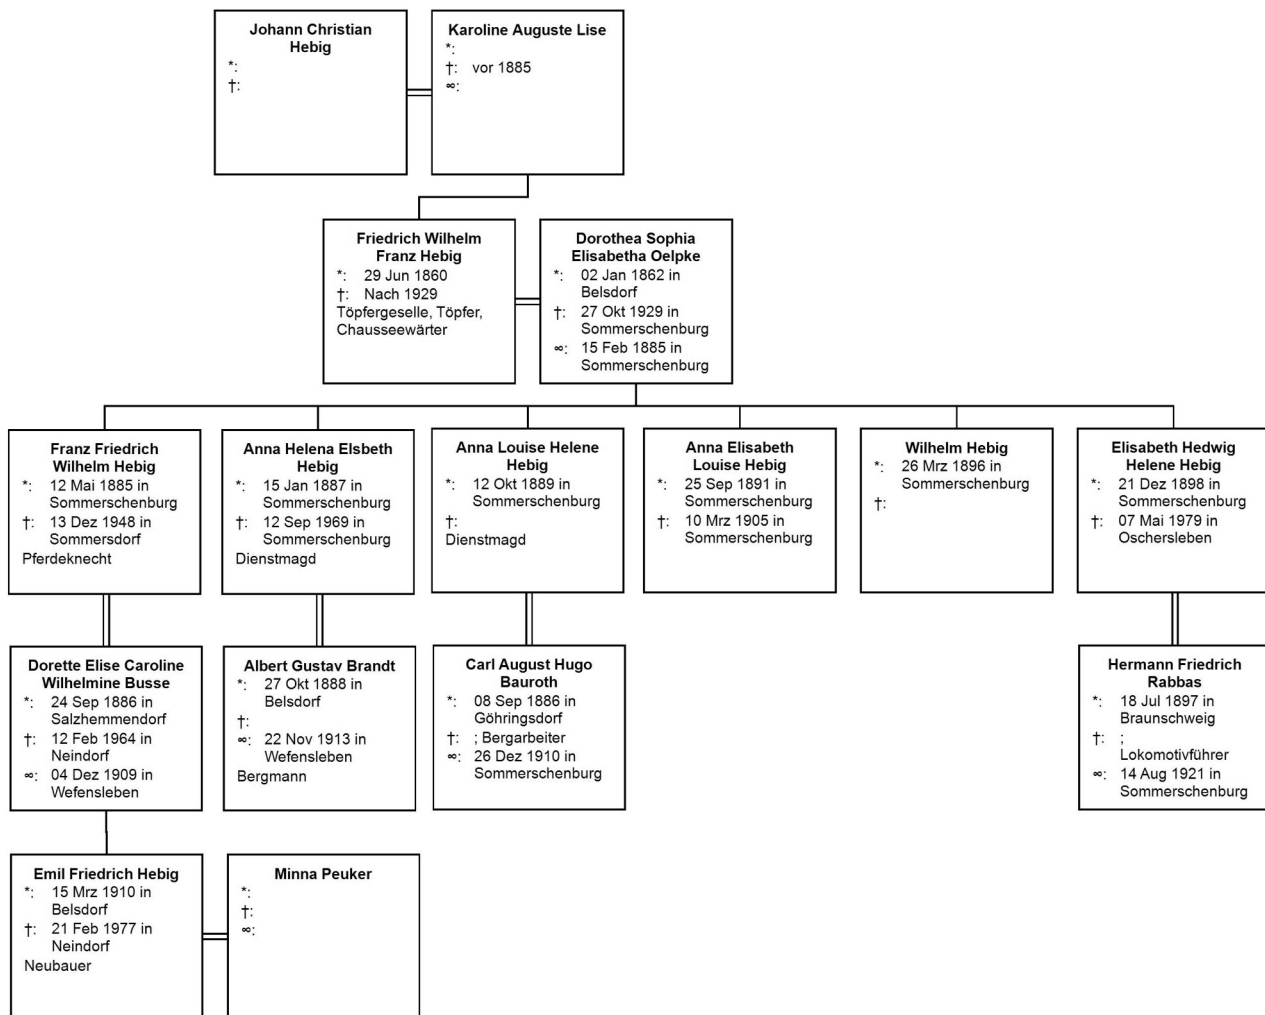 Johann Christian
Hebig
*:
†:
Karoline Auguste Lise
*:
†: vor 1885
∞:
Friedrich Wilhelm
Franz Hebig
*: 29 Jun 1860
†: Nach 1929
Töpfergeselle, Töpfer,
Chausseewärter
Dorothea Sophia
Elisabetha Oelpke
*: 02 Jan 1862 in
Belsdorf
†: 27 Okt 1929 in
Sommerschenburg
∞: 15 Feb 1885 in
Sommerschenburg
Franz Friedrich
Wilhelm Hebig
*: 12 Mai 1885 in
Sommerschenburg
†: 13 Dez 1948 in
Sommersdorf
Pferdeknecht
Anna Helena Elsbeth
Hebig
*: 15 Jan 1887 in
Sommerschenburg
†: 12 Sep 1969 in
Sommerschenburg
Dienstmagd
Anna Louise Helene
Hebig
*: 12 Okt 1889 in
Sommerschenburg
†:
Dienstmagd
Anna Elisabeth
Louise Hebig
*: 25 Sep 1891 in
Sommerschenburg
†: 10 Mrz 1905 in
Sommerschenburg
Wilhelm Hebig
*: 26 Mrz 1896 in
Sommerschenburg
†:
Elisabeth Hedwig
Helene Hebig
*: 21 Dez 1898 in
Sommerschenburg
†: 07 Mai 1979 in
Oschersleben
Dorette Elise Caroline
Wilhelmine Busse
*: 24 Sep 1886 in
Salzhemmendorf
†: 12 Feb 1964 in
Neindorf
∞: 04 Dez 1909 in
Wefensleben
Albert Gustav Brandt
*: 27 Okt 1888 in
Belsdorf
†:
∞: 22 Nov 1913 in
Wefensleben
Bergmann
Carl August Hugo
Bauroth
*: 08 Sep 1886 in
Göhringsdorf
†: ; Bergarbeiter
∞: 26 Dez 1910 in
Sommerschenburg
Hermann Friedrich
Rabbas
*: 18 Jul 1897 in
Braunschweig
†: ;
Lokomotivführer
∞: 14 Aug 1921 in
Sommerschenburg
Emil Friedrich Hebig
*: 15 Mrz 1910 in
Belsdorf
†: 21 Feb 1977 in
Neindorf
Neubauer
Minna Peuker
*:
†:
∞: